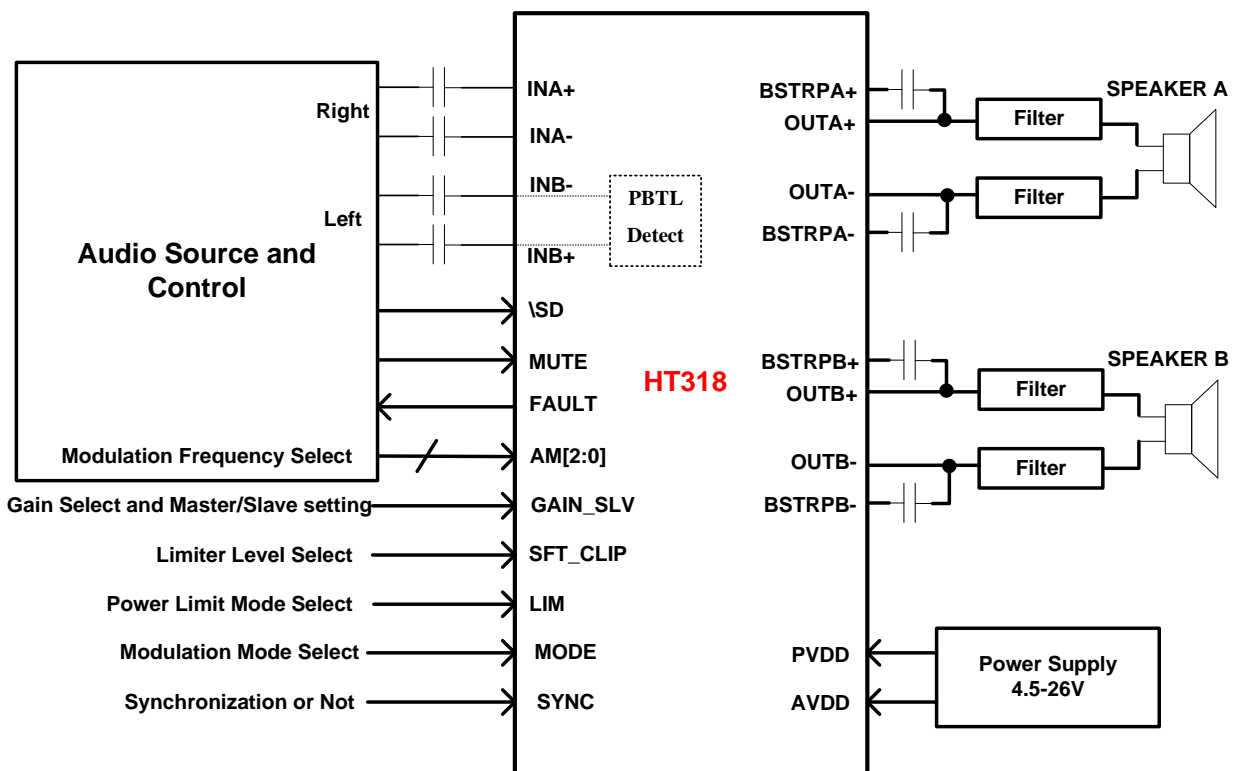 Audio Source and
Control
Right
Left
Modulation Frequency Select
Gain Select and Master/Slave setting
Limiter Level Select
Power Limit Mode Select
Modulation Mode Select
Synchronization or Not
INA+
INA-
INB-
INB+
PBTL
Detect
\SD
MUTE
FAULT
AM[2:0]
GAIN_SLV
SFT_CLIP
LIM
MODE
SYNC
HT318
BSTRPA+
OUTA+
OUTA-
BSTRPA-
BSTRPB+
OUTB+
OUTB-
BSTRPB-
PVDD
AVDD
SPEAKER A
Filter
Filter
SPEAKER B
Filter
Filter
Power Supply
4.5-26V